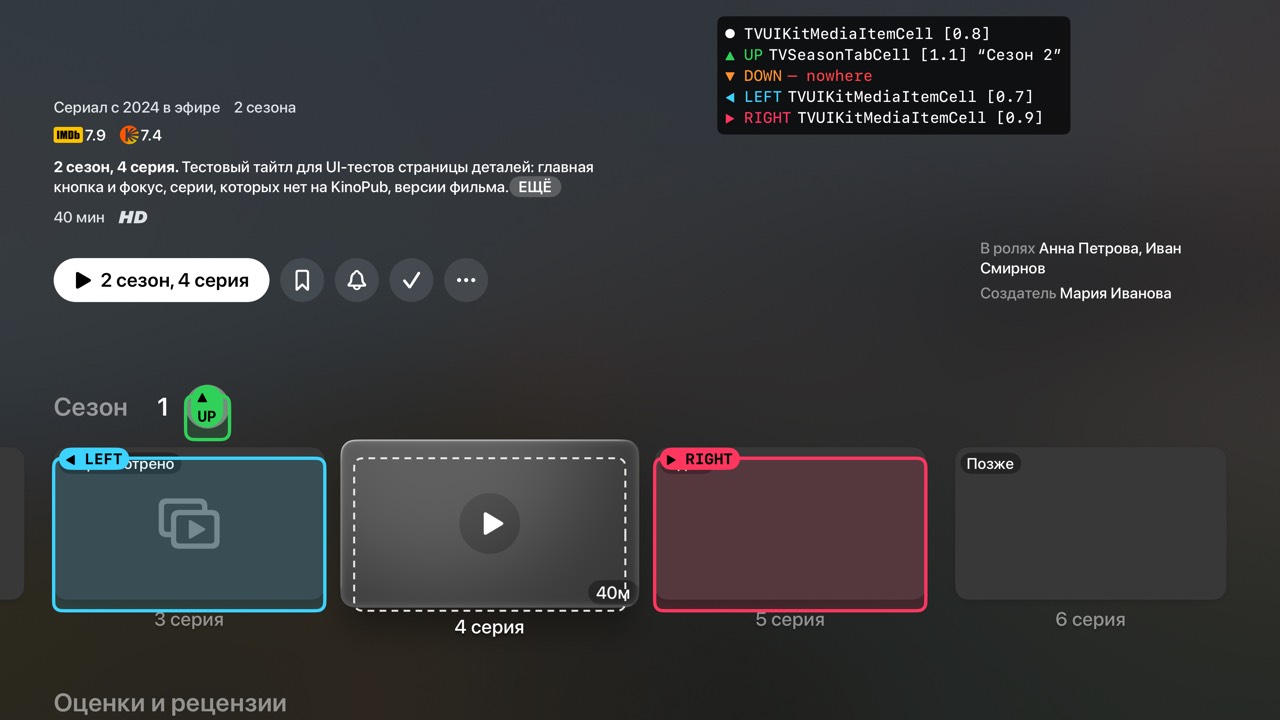 TVUIKitMediaItemCell [0.8]
▲ UP TVSeasonTabCell [1.1] “Сезон 2”
▼ DOWN — nowhere
◀ LEFT TVUIKitMediaItemCell [0.7]
▶ RIGHT TVUIKitMediaItemCell [0.9]
Сериал с 2024 в эфире 2 сезона
IMDb 7.9 7.4
2 сезон, 4 серия. Тестовый тайтл для UI-тестов страницы деталей: главная
кнопка и фокус, серии, которых нет на KinoPub, версии фильма. ЕЩЁ
40 мин HD
В ролях Анна Петрова, Иван
Смирнов
Создатель Мария Иванова
2 сезон, 4 серия
Сезон 1
▲ UP
◀ LEFT
▶ RIGHT
Позже
40м
3 серия
4 серия
5 серия
6 серия
Оценки и рецензии